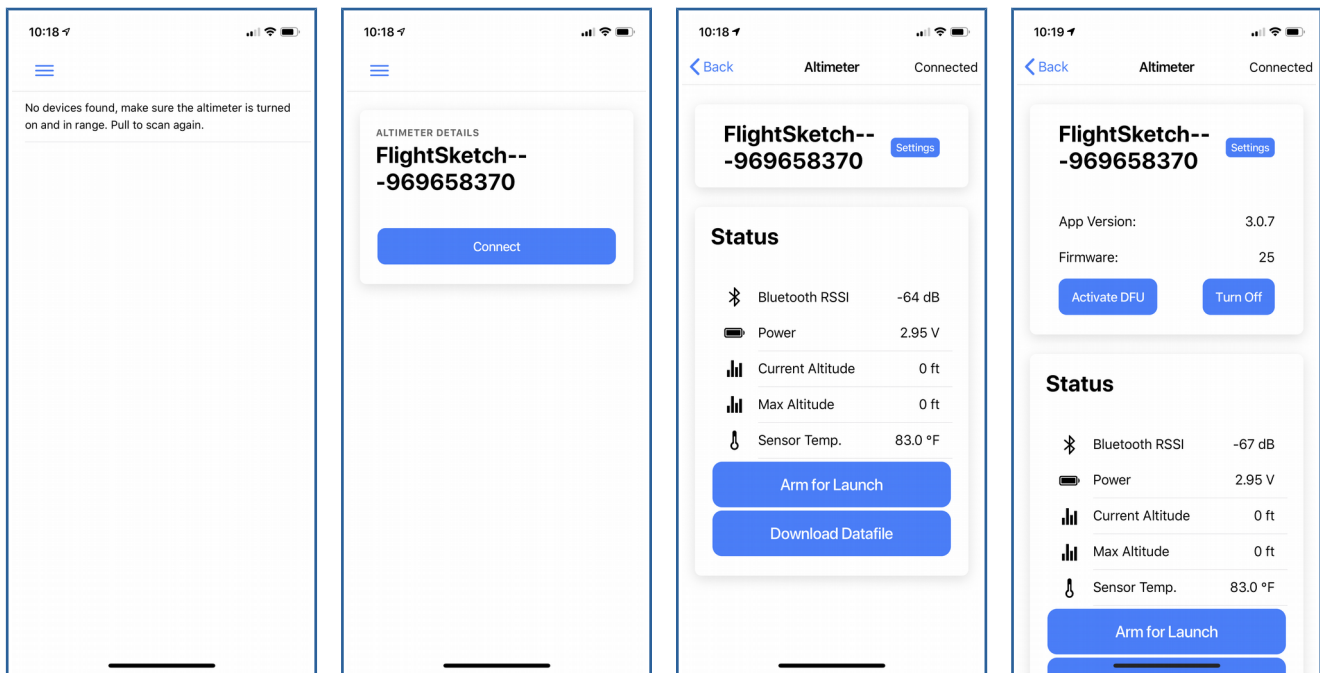 10:18
No devices found, make sure the altimeter is turned
on and in range. Pull to scan again.
10:18
ALTIMETER DETAILS
FlightSketch--
-969658370
Connect
10:18
Back Altimeter Connected
FlightSketch--
-969658370
Settings
Status
Bluetooth RSSI -64 dB
Power 2.95 V
Current Altitude 0 ft
Max Altitude 0 ft
Sensor Temp. 83.0 °F
Arm for Launch
Download Datafile
10:19
Back Altimeter Connected
FlightSketch--
-969658370
Settings
App Version: 3.0.7
Firmware: 25
Activate DFU Turn Off
Status
Bluetooth RSSI -67 dB
Power 2.95 V
Current Altitude 0 ft
Max Altitude 0 ft
Sensor Temp. 83.0 °F
Arm for Launch